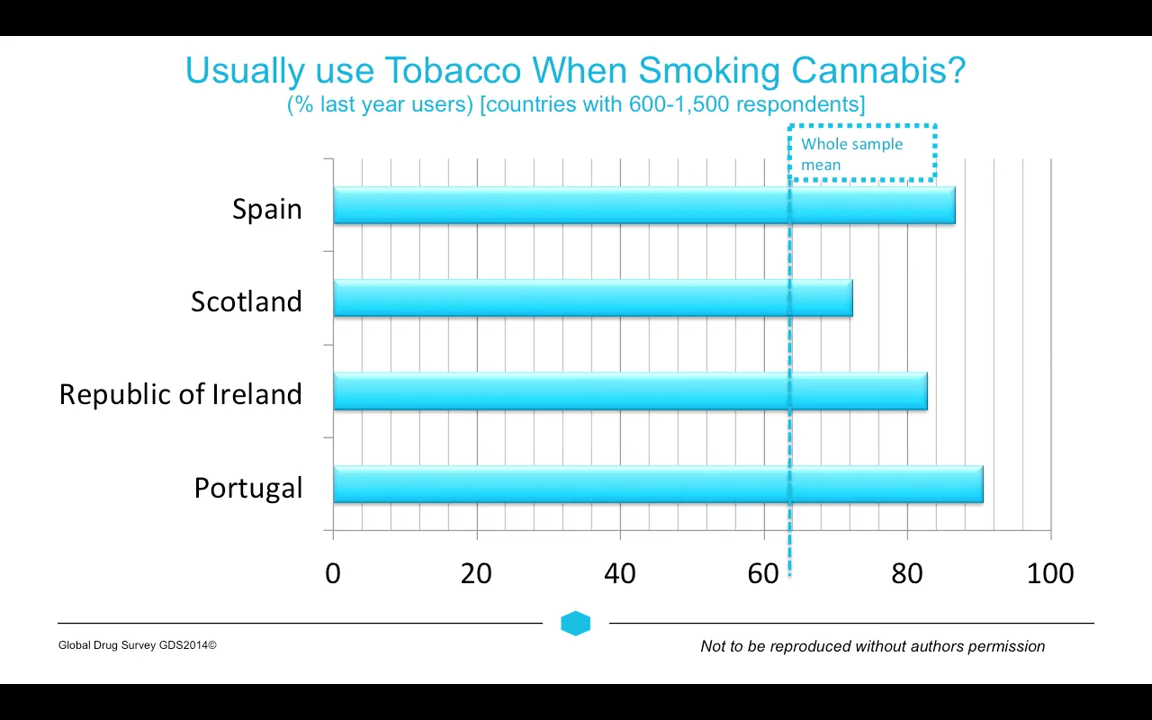 Usually use Tobacco When Smoking Cannabis?
(% last year users) [countries with 600-1,500 respondents]
Whole sample
mean
Spain
Scotland
Republic of Ireland
Portugal
0 20 40 60 80 100
Global Drug Survey GDS2014©
Not to be reproduced without authors permission